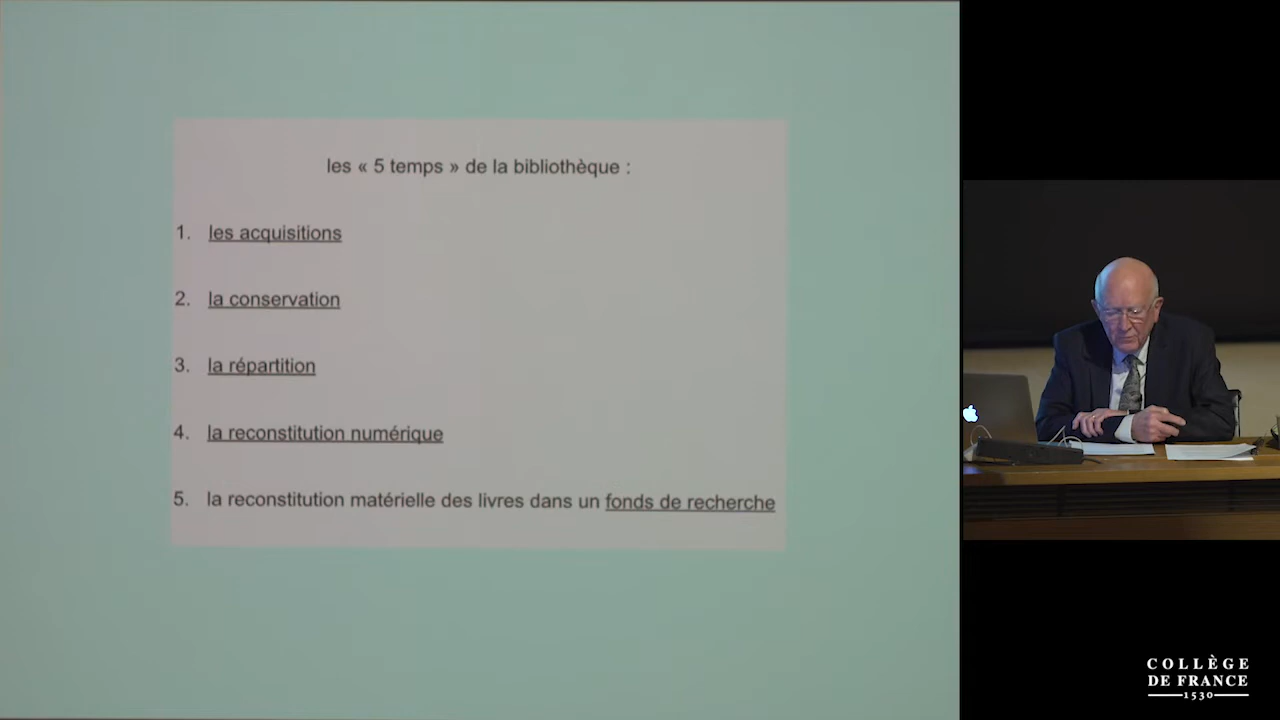 les « 5 temps » de la bibliothèque :
1. les acquisitions
2. la conservation
3. la répartition
4. la reconstitution numérique
5. la reconstitution matérielle des livres dans un fonds de recherche
COLLÈGE
DE FRANCE
1530